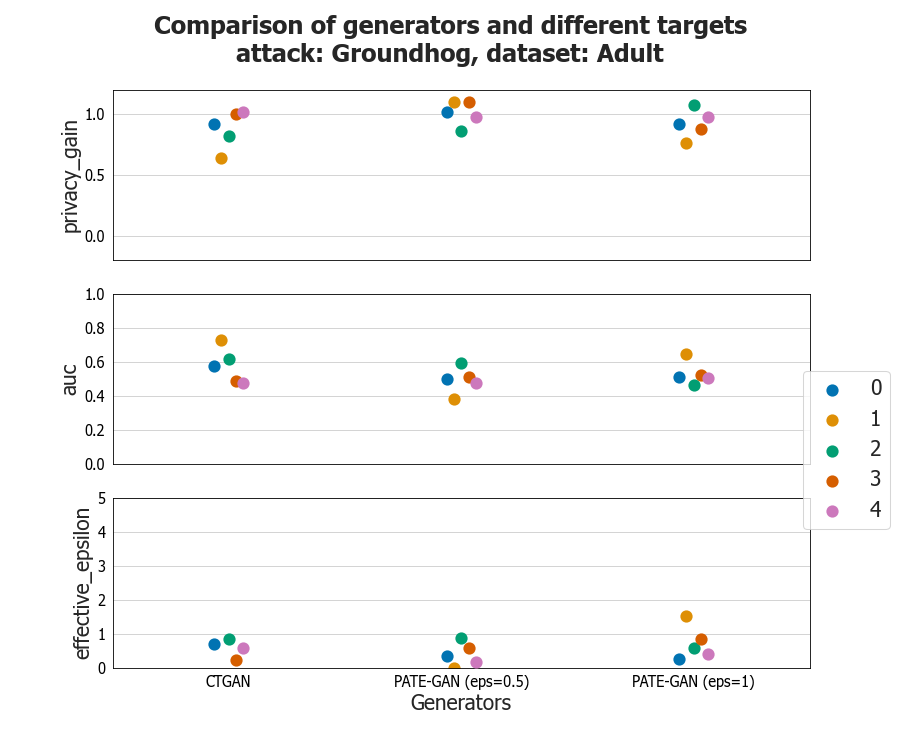 Comparison of generators and different targets
attack: Groundhog, dataset: Adult
privacy_gain
1.0
0.5
0.0
auc
1.0
0.8
0.6
0.4
0.2
0.0
effective_epsilon
5
4
3
2
1
0
CTGAN PATE-GAN (eps=0.5) PATE-GAN (eps=1)
Generators
0
1
2
3
4